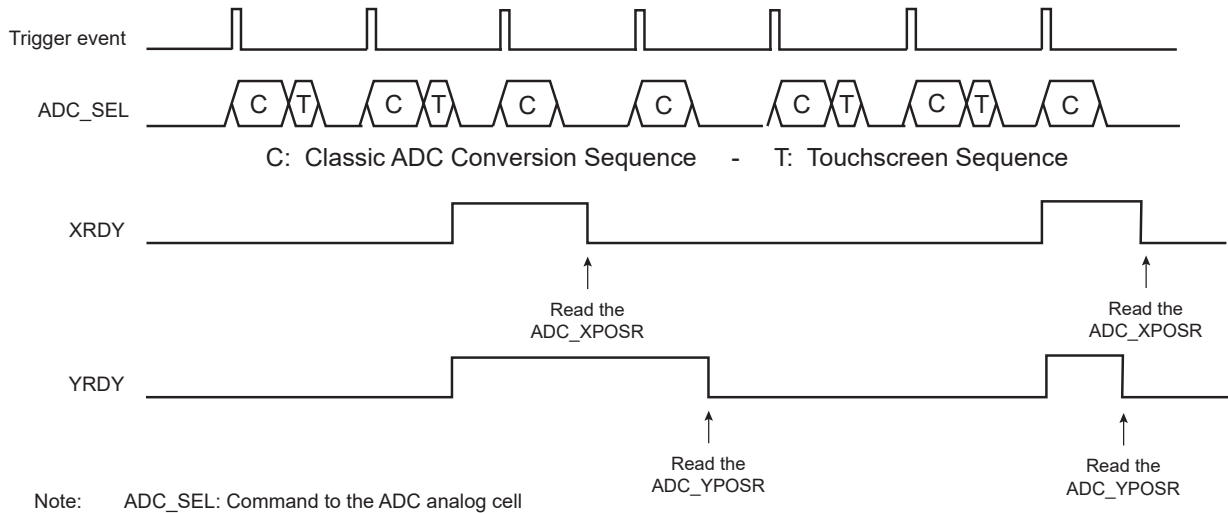 Trigger event
ADC_SEL
C T C T C C C T C T C
C: Classic ADC Conversion Sequence - T: Touchscreen Sequence
XRDY
Read the
ADC_XPOSR
Read the
ADC_XPOSR
YRDY
Read the
ADC_YPOSR
Read the
ADC_YPOSR
Note: ADC_SEL: Command to the ADC analog cell